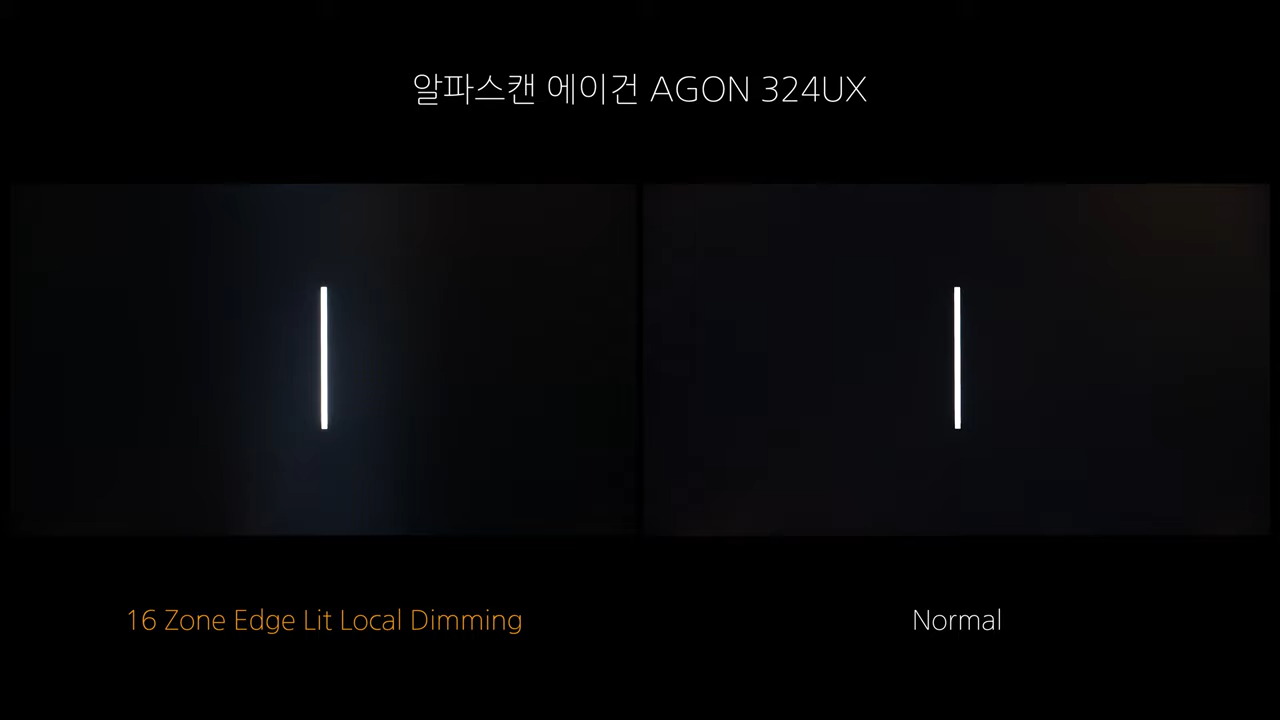 알파스캔 에이건 AGON 324UX
16 Zone Edge Lit Local Dimming
Normal